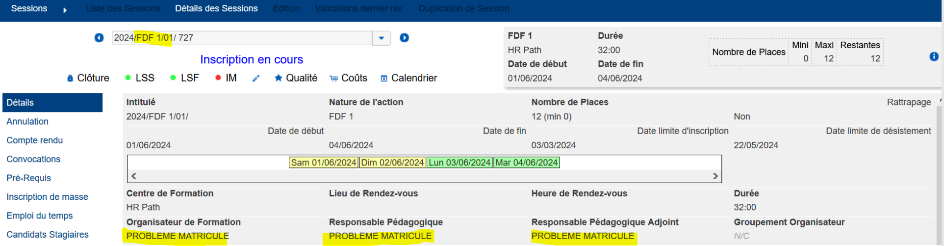 Sessions Liste des Sessions Détails des Sessions Edition Validations dernier niv. Duplication de Session
2024/FDF 1/01/ 727
Inscription en cours
Clôture LSS LSF IM Qualité Coûts Calendrier
FDF 1 Durée
HR Path 32:00
Date de début Date de fin
01/06/2024 04/06/2024
Mini Maxi Restantes
Nombre de Places 0 12 12
Détails
Annulation
Compte rendu
Convocations
Pré-Requis
Inscription de masse
Emploi du temps
Candidats Stagiaires
Intitulé Nature de l'action Nombre de Places Rattrapage
2024/FDF 1/01/ FDF 1 12 (min 0) Non
Date de début Date de fin Date limite d'inscription Date limite de désistement
01/06/2024 04/06/2024 03/03/2024 22/05/2024
Sam 01/06/2024 Dim 02/06/2024 Lun 03/06/2024 Mar 04/06/2024
Centre de Formation Lieu de Rendez-vous Heure de Rendez-vous Durée
HR Path 32:00
Organisateur de Formation Responsable Pédagogique Responsable Pédagogique Adjoint Groupement Organisateur
PROBLEME MATRICULE PROBLEME MATRICULE PROBLEME MATRICULE N/C